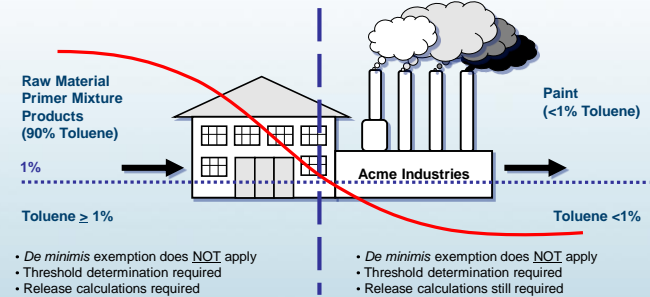 Raw Material
Primer Mixture
Products
(90% Toluene)
1%
Toluene ≥ 1%
Acme Industries
Paint
(<1% Toluene)
Toluene <1%
• De minimis exemption does NOT apply
• Threshold determination required
• Release calculations required
• De minimis exemption does NOT apply
• Threshold determination required
• Release calculations still required